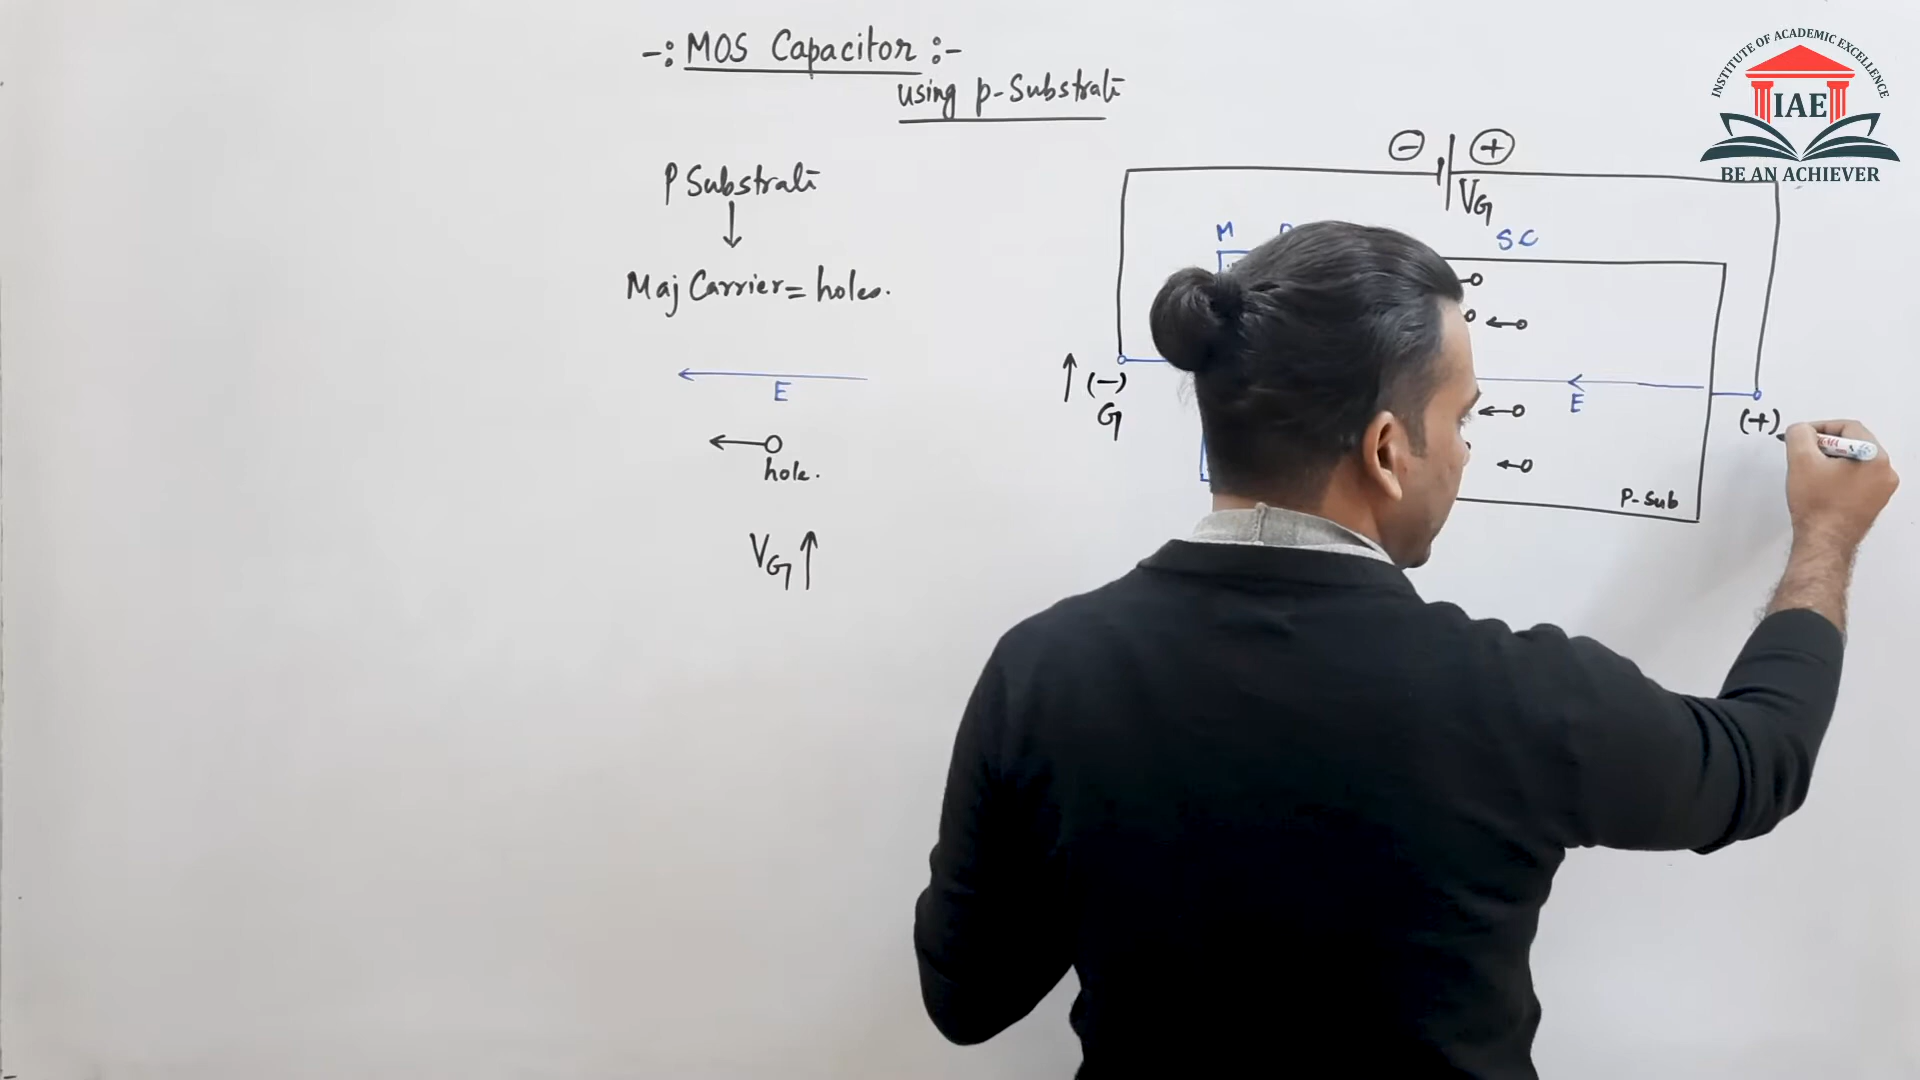 -: MOS Capacitor :-
using p-Substrate
P Substrate
Maj Carrier = holes.
E
hole.
VG ↑
⊖ ⊕
VG
M
SC
(-)
G
E
(+)
P-Sub
INSTITUTE OF ACADEMIC EXCELLENCE
IAE
BE AN ACHIEVER